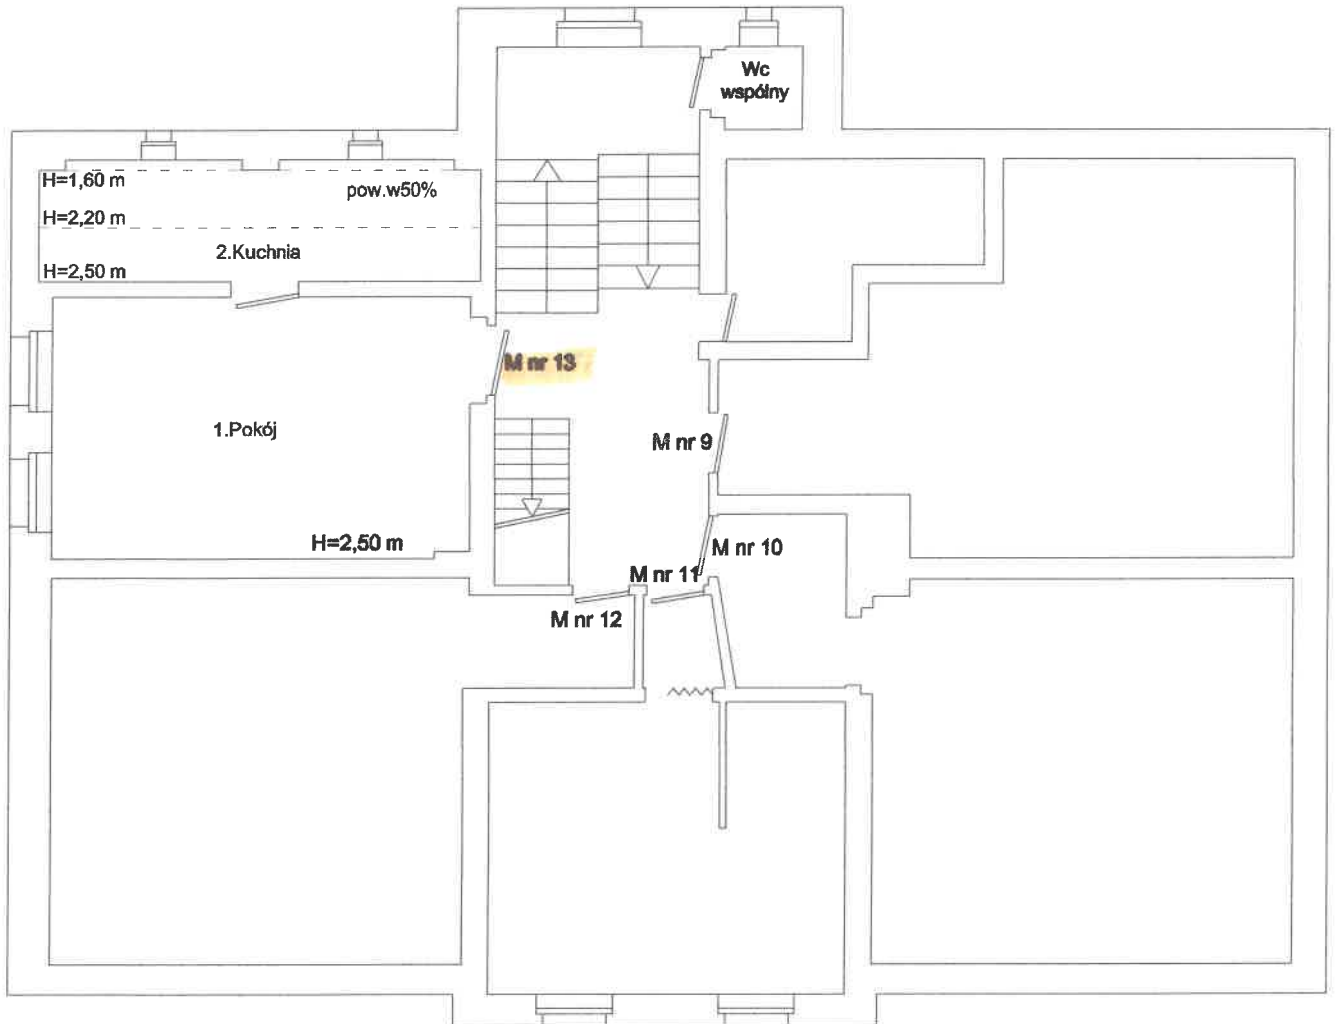 Wc
wspólny
H=1,60 m
pow.w50%
H=2,20 m
2.Kuchnia
H=2,50 m
M nr 13
1.Pokój
M nr 9
H=2,50 m
M nr 10
M nr 11
M nr 12